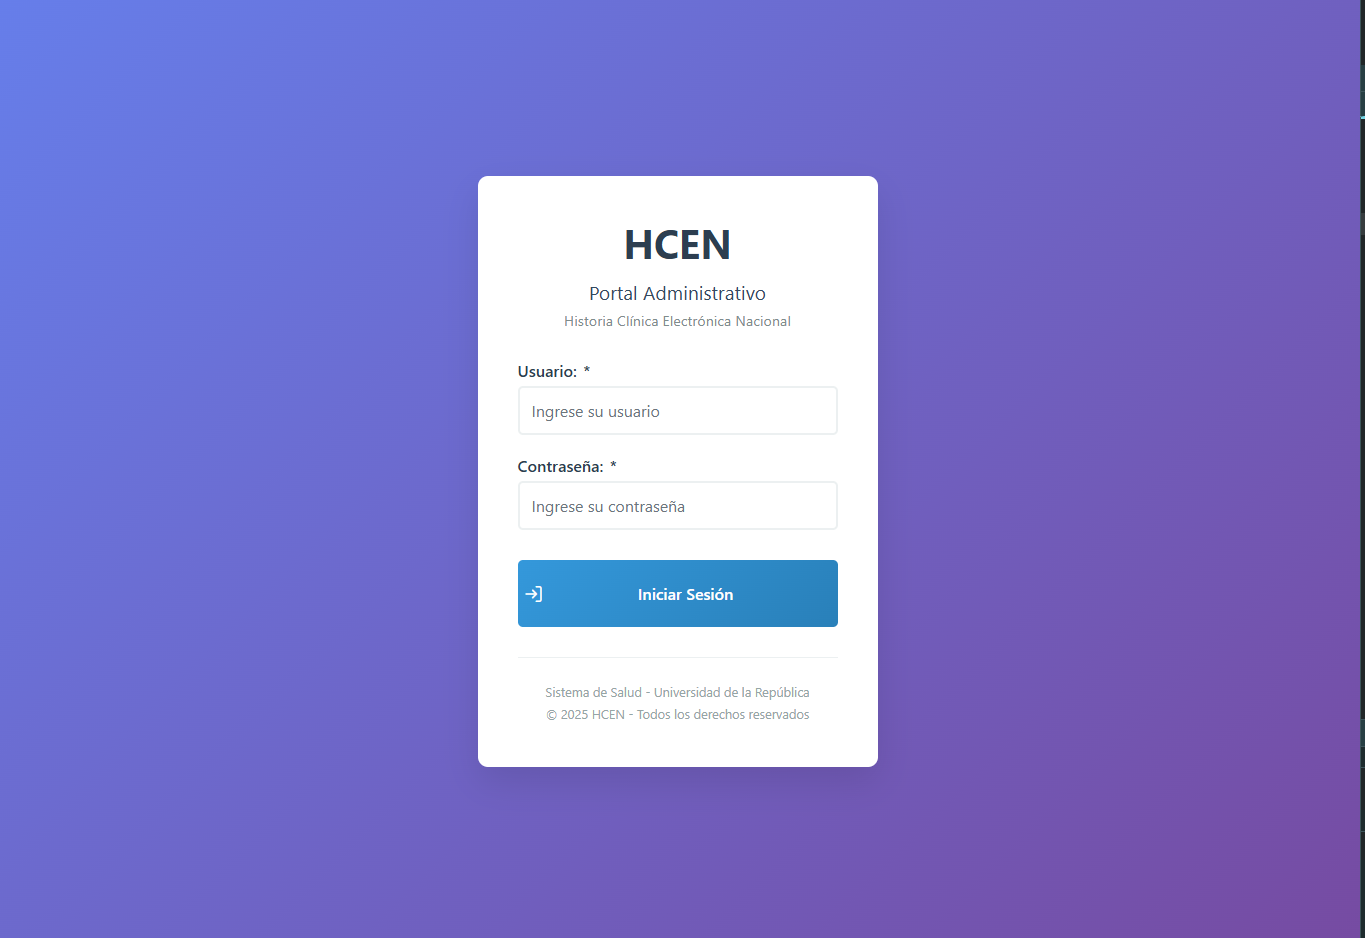 HCEN
Portal Administrativo
Historia Clínica Electrónica Nacional
Usuario: *
Ingrese su usuario
Contraseña: *
Ingrese su contraseña
Iniciar Sesión
Sistema de Salud - Universidad de la República
© 2025 HCEN - Todos los derechos reservados